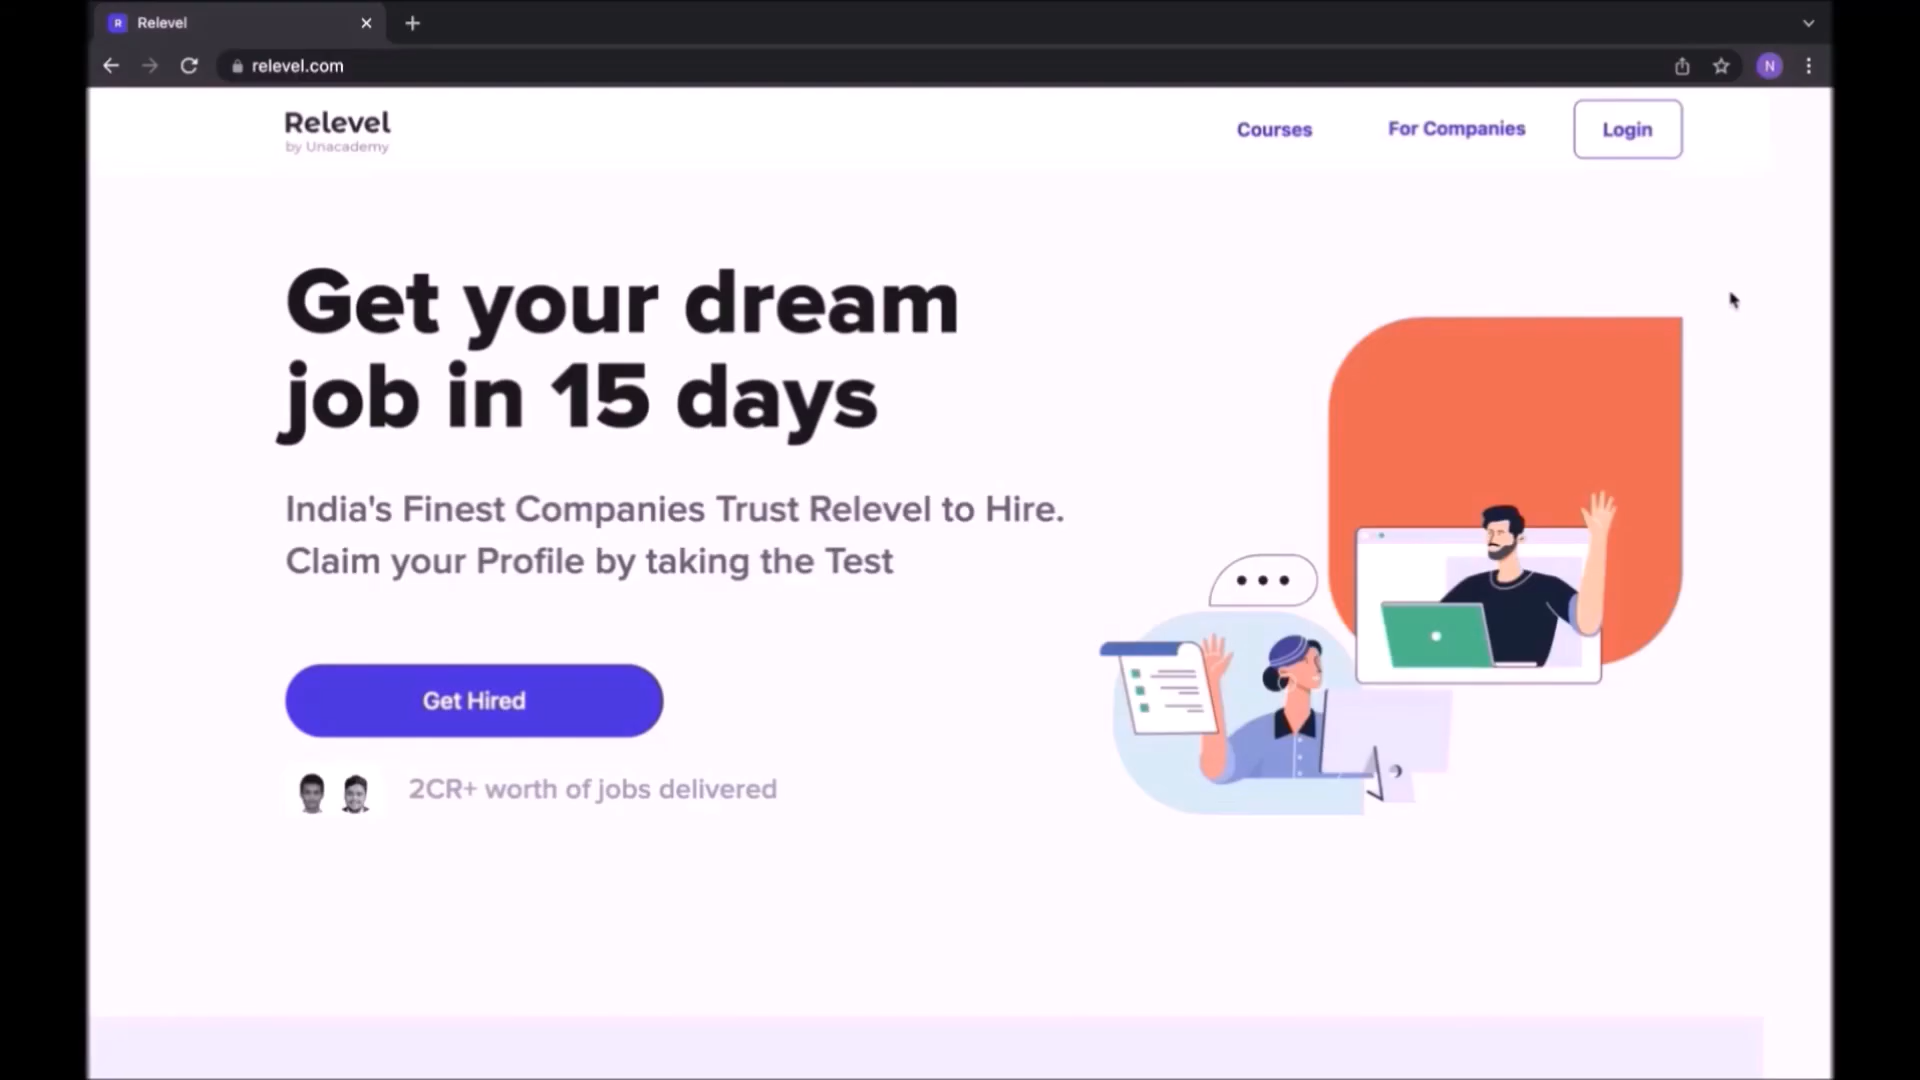 R Relevel
relevel.com
N
Relevel
by Unacademy
Courses
For Companies
Login
Get your dream
job in 15 days
India's Finest Companies Trust Relevel to Hire.
Claim your Profile by taking the Test
Get Hired
2CR+ worth of jobs delivered